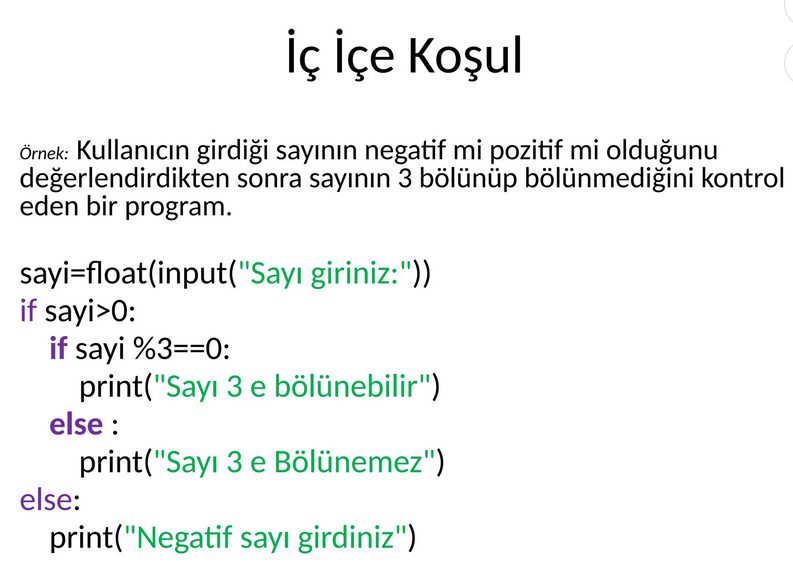 İç İçe Koşul
Örnek: Kullanıcın girdiği sayının negatif mi pozitif mi olduğunu
değerlendirdikten sonra sayının 3 bölünüp bölünmediğini kontrol
eden bir program.
sayi=float(input("Sayı giriniz:"))
if sayi>0:
    if sayi %3==0:
        print("Sayı 3 e bölünebilir")
    else :
        print("Sayı 3 e Bölünemez")
else:
    print("Negatif sayı girdiniz")